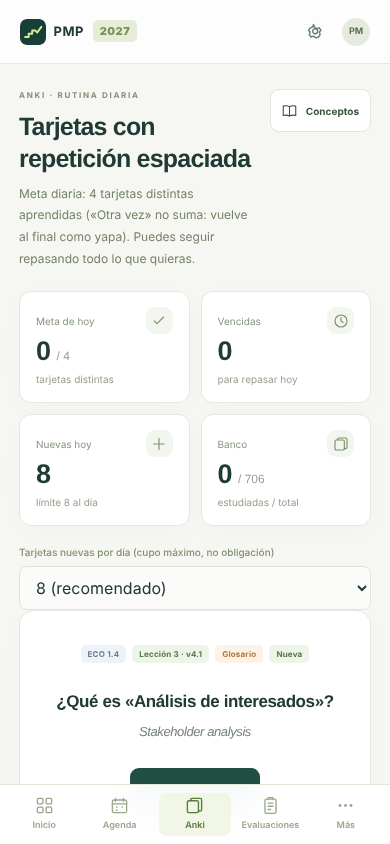 PMP 2027
PM
ANKI · RUTINA DIARIA
Conceptos
Tarjetas con
repetición espaciada
Meta diaria: 4 tarjetas distintas
aprendidas («Otra vez» no suma: vuelve
al final como yapa). Puedes seguir
repasando todo lo que quieras.
Meta de hoy
0 / 4
tarjetas distintas
Vencidas
0
para repasar hoy
Nuevas hoy
8
límite 8 al día
Banco
0 / 706
estudiadas / total
Tarjetas nuevas por día (cupo máximo, no obligación)
8 (recomendado)
ECO 1.4 Lección 3 · v4.1 Glosario Nueva
¿Qué es «Análisis de interesados»?
Stakeholder analysis
Inicio Agenda Anki Evaluaciones Más